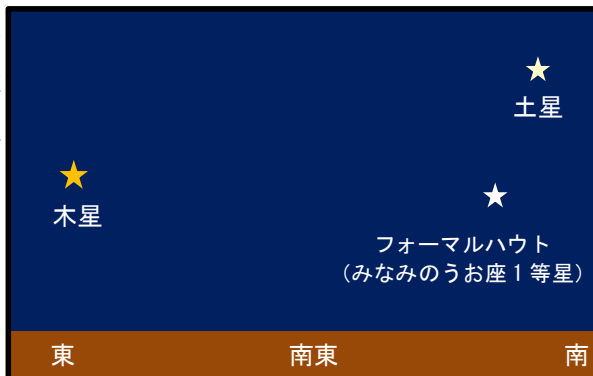 土星
木星
フォーマルハウト
（みなみのうお座１等星）
東
南東
南